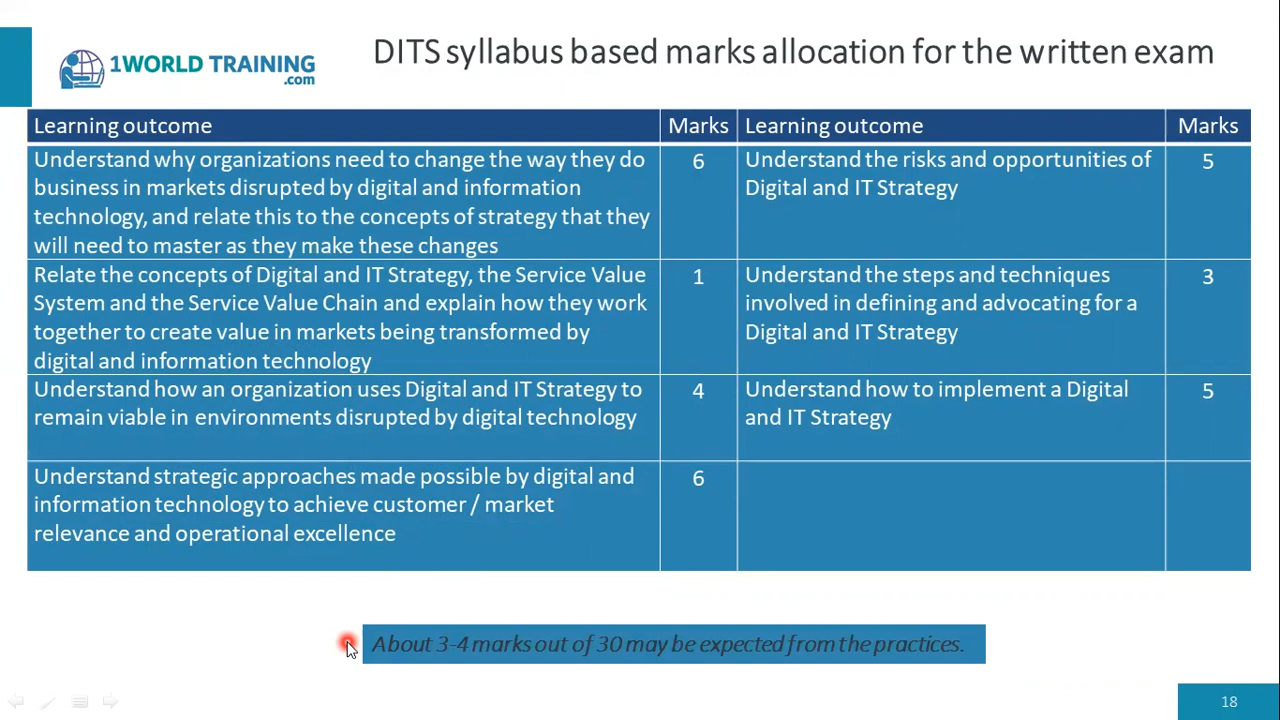 1WORLD TRAINING
.com
DITS syllabus based marks allocation for the written exam
Learning outcome
Marks
Learning outcome
Marks
Understand why organizations need to change the way they do
business in markets disrupted by digital and information
technology, and relate this to the concepts of strategy that they
will need to master as they make these changes
6
Understand the risks and opportunities of
Digital and IT Strategy
5
Relate the concepts of Digital and IT Strategy, the Service Value
System and the Service Value Chain and explain how they work
together to create value in markets being transformed by
digital and information technology
1
Understand the steps and techniques
involved in defining and advocating for a
Digital and IT Strategy
3
Understand how an organization uses Digital and IT Strategy to
remain viable in environments disrupted by digital technology
4
Understand how to implement a Digital
and IT Strategy
5
Understand strategic approaches made possible by digital and
information technology to achieve customer / market
relevance and operational excellence
6
About 3-4 marks out of 30 may be expected from the practices.
18